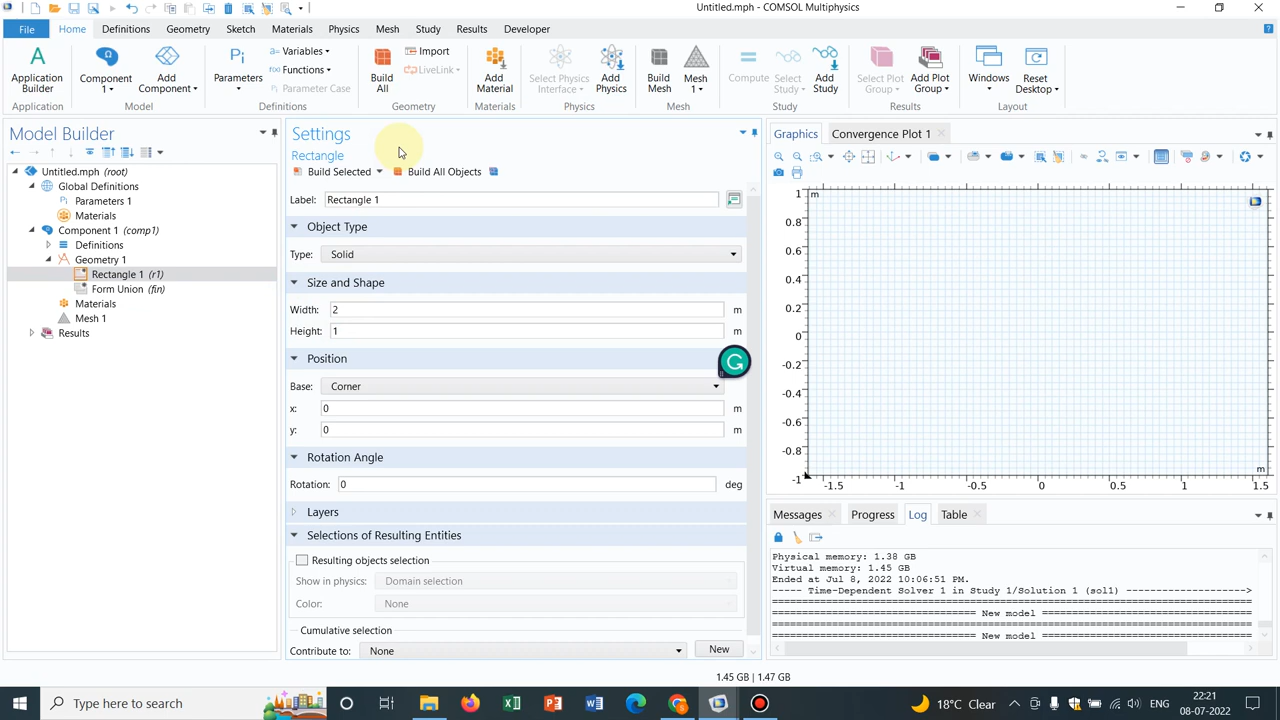 Untitled.mph - COMSOL Multiphysics
File Home Definitions Geometry Sketch Materials Physics Mesh Study Results Developer
Application Builder
Component 1
Add Component
Parameters
a= Variables
f(x) Functions
Pi Parameter Case
Build All
Import
LiveLink
Add Material
Select Physics Interface
Add Physics
Build Mesh
Mesh 1
Compute
Select Study
Add Study
Select Plot Group
Add Plot Group
Windows
Reset Desktop
Application Model Definitions Geometry Materials Physics Mesh Study Results Layout
Model Builder
Untitled.mph (root)
Global Definitions
Pi Parameters 1
Materials
Component 1 (comp1)
Definitions
Geometry 1
Rectangle 1 (r1)
Form Union (fin)
Materials
Mesh 1
Results
Settings
Rectangle
Build Selected Build All Objects
Label: Rectangle 1
Object Type
Type: Solid
Size and Shape
Width: 2 m
Height: 1 m
Position
Base: Corner
x: 0 m
y: 0 m
Rotation Angle
Rotation: 0 deg
Layers
Selections of Resulting Entities
Resulting objects selection
Show in physics: Domain selection
Color: None
Cumulative selection
Contribute to: None New
Graphics Convergence Plot 1
1 m
0.8
0.6
0.4
0.2
0
-0.2
-0.4
-0.6
-0.8
-1 m
-1.5 -1 -0.5 0 0.5 1 1.5
Messages Progress Log Table
Physical memory: 1.38 GB
Virtual memory: 1.45 GB
Ended at Jul 8, 2022 10:06:51 PM.
----- Time-Dependent Solver 1 in Study 1/Solution 1 (sol1) ------------------>
New model
New model
1.45 GB | 1.47 GB
Type here to search
18°C Clear
ENG
22:21
08-07-2022